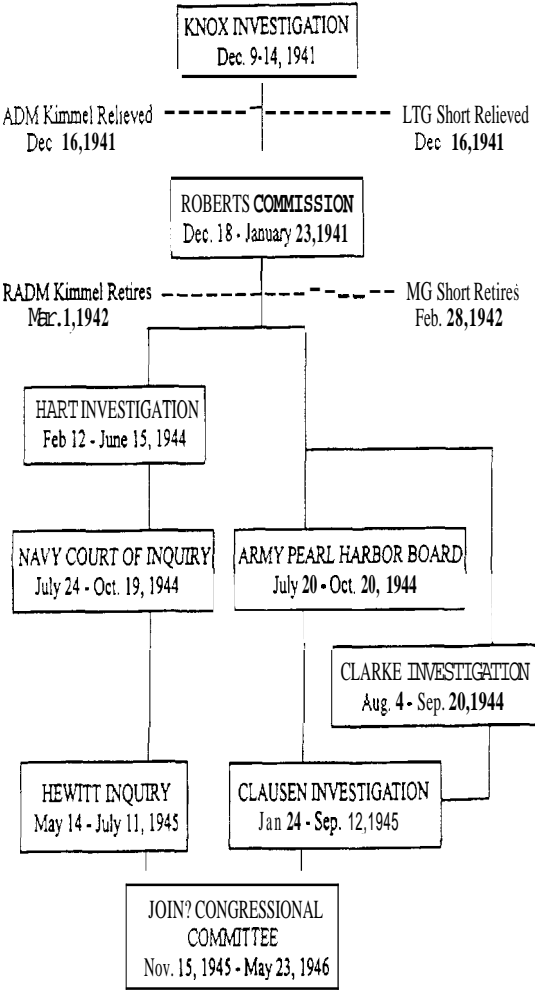 KNOX INVESTIGATION
Dec. 9-14, 1941
ADM Kimmel Relieved
Dec 16,1941
LTG Short Relieved
Dec 16,1941
ROBERTS COMMISSION
Dec. 18 - January 23,1941
RADM Kimmel Retires
Mar.1,1942
MG Short Retires
Feb. 28,1942
HART INVESTIGATION
Feb 12 - June 15, 1944
NAVY COURT OF INQUIRY
July 24 - Oct. 19, 1944
ARMY PEARL HARBOR BOARD
July 20 - Oct. 20, 1944
CLARKE INVESTIGATION
Aug. 4 - Sep. 20,1944
HEWITT INQUIRY
May 14 - July 11, 1945
CLAUSEN INVESTIGATION
Jan 24 - Sep. 12,1945
JOIN? CONGRESSIONAL
COMMITTEE
Nov. 15, 1945 - May 23, 1946